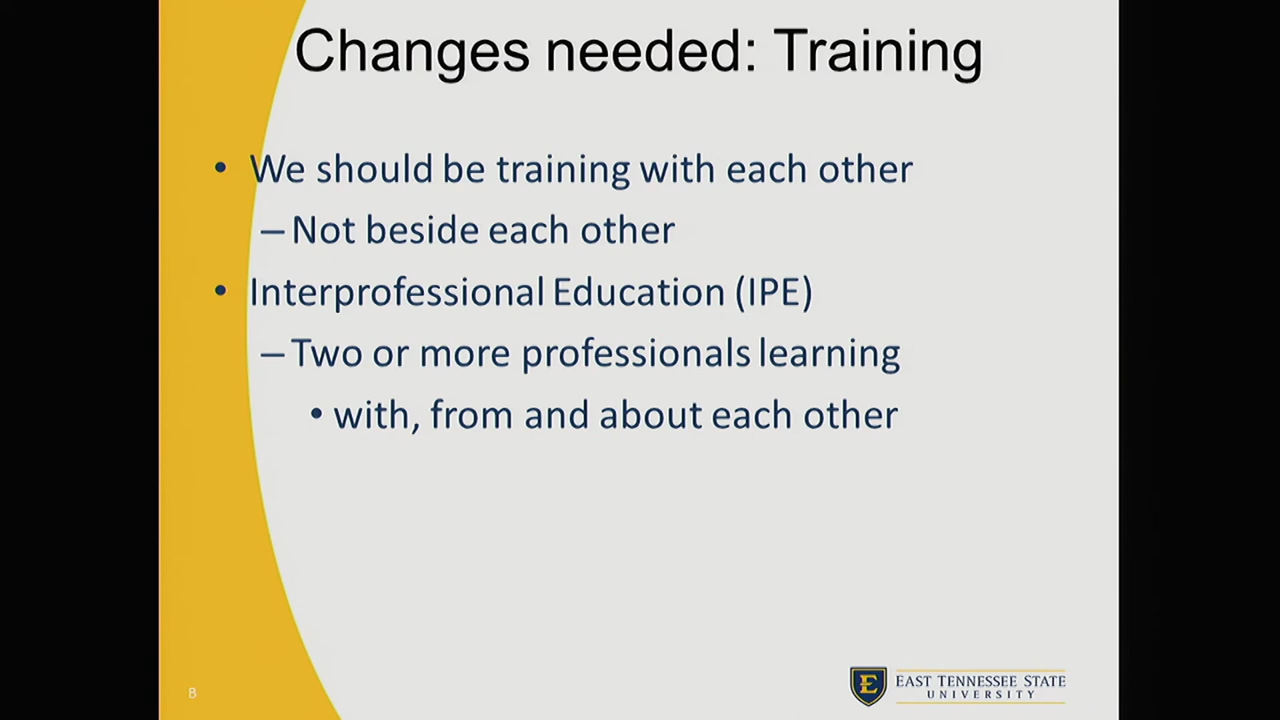 Changes needed: Training
• We should be training with each other
– Not beside each other
• Interprofessional Education (IPE)
– Two or more professionals learning
• with, from and about each other
8
E EAST TENNESSEE STATE
UNIVERSITY